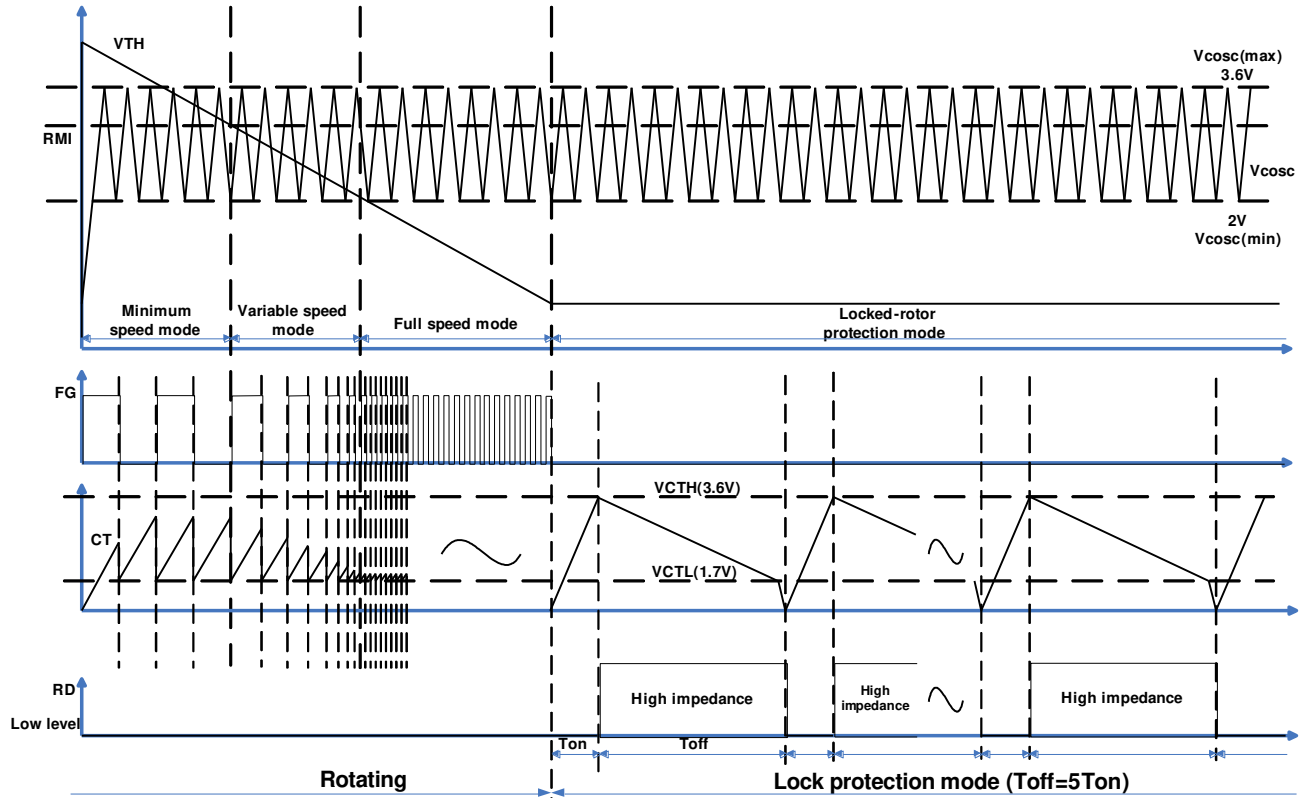 VTH
Vcosc(max)
3.6V
RMI
Vcosc
2V
Vcosc(min)
Minimum
speed mode
Variable speed
mode
Full speed mode
Locked-rotor
protection mode
FG
VCTH(3.6V)
CT
VCTL(1.7V)
RD
High impedance
High
impedance
High impedance
Low level
Ton
Toff
Rotating
Lock protection mode (Toff=5Ton)